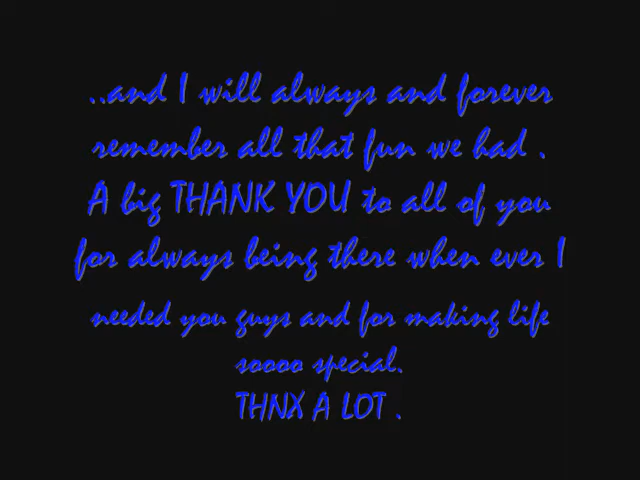 ..and I will always and forever
remember all that fun we had .
A big THANK YOU to all of you
for always being there when ever I
needed you guys and for making life
soooo special.
THNX A LOT .